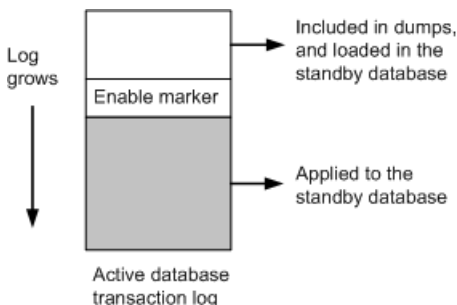 Log
grows
Included in dumps,
and loaded in the
standby database
Enable marker
Applied to the
standby database
Active database
transaction log